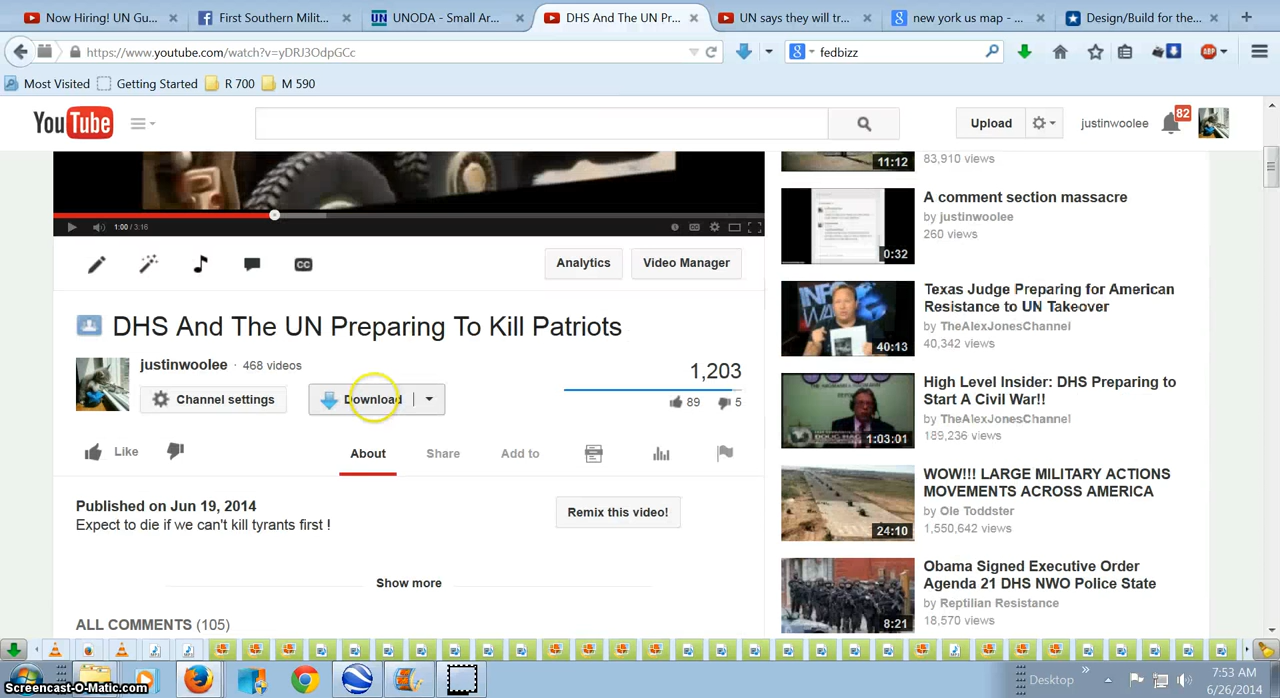 Now Hiring! UN Gu...
First Southern Milit...
UN UNODA - Small Ar...
DHS And The UN Pr...
UN says they will tr...
new york us map - ...
Design/Build for the...
https://www.youtube.com/watch?v=yDRJ3OdpGCc
fedbizz
ABP
Most Visited Getting Started R 700 M 590
YouTube
Upload
justinwoolee
82
11:12
83,910 views
A comment section massacre
by justinwoolee
260 views
0:32
1:00 / 3:16
Analytics
Video Manager
Texas Judge Preparing for American
Resistance to UN Takeover
by TheAlexJonesChannel
40,342 views
INFO
40:13
DHS And The UN Preparing To Kill Patriots
justinwoolee · 468 videos
Channel settings
Download
1,203
89 5
High Level Insider: DHS Preparing to
Start A Civil War!!
by TheAlexJonesChannel
189,236 views
1:03:01
Like
About
Share
Add to
WOW!!! LARGE MILITARY ACTIONS
MOVEMENTS ACROSS AMERICA
by Ole Toddster
1,550,642 views
24:10
Published on Jun 19, 2014
Expect to die if we can't kill tyrants first !
Remix this video!
Show more
Obama Signed Executive Order
Agenda 21 DHS NWO Police State
by Reptilian Resistance
18,570 views
8:21
ALL COMMENTS (105)
Desktop
7:53 AM
6/26/2014
Screencast-O-Matic.com